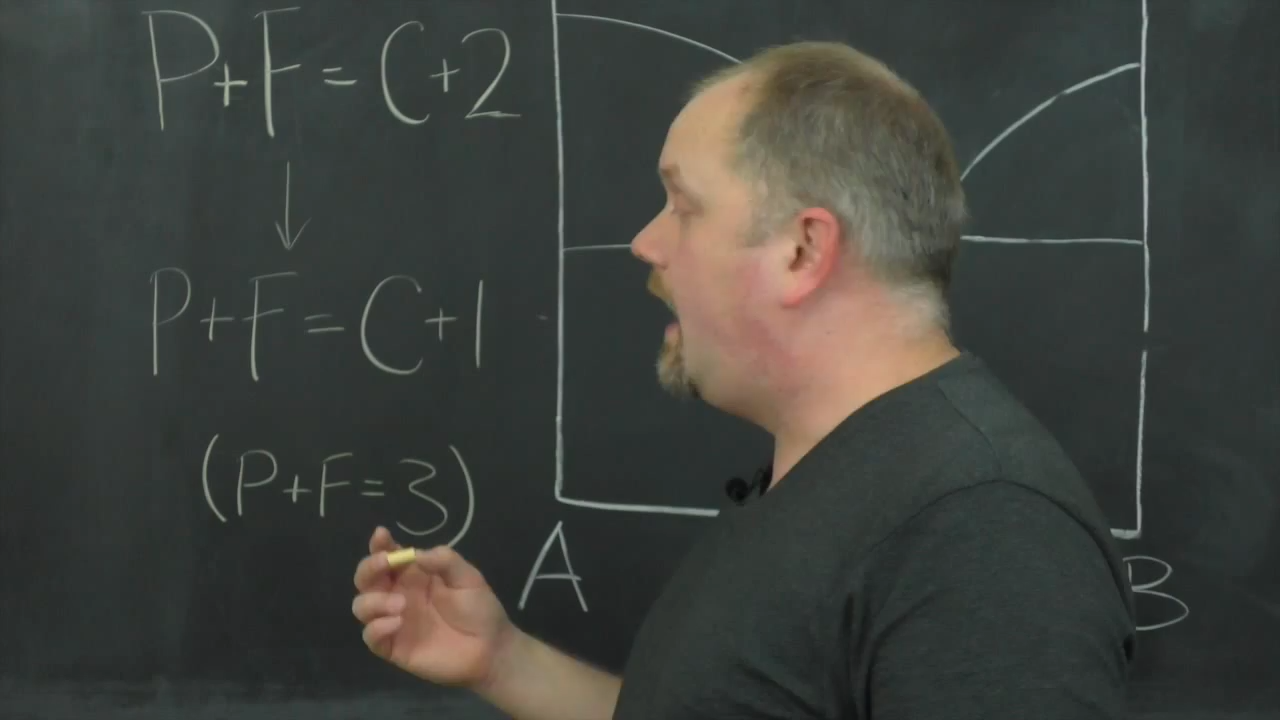 P+F=C+2
↓
P+F=C+1
(P+F=3)
A
B